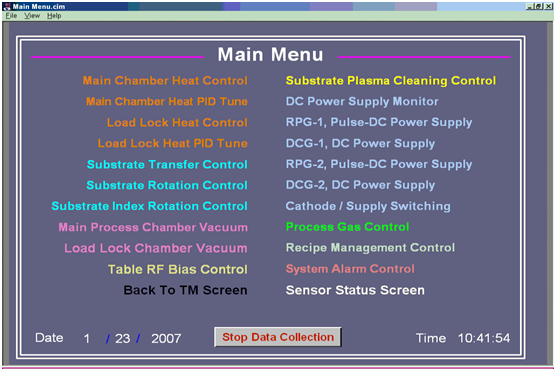 Main Menu.cim
File View Help
Main Menu
Main Chamber Heat Control
Main Chamber Heat PID Tune
Load Lock Heat Control
Load Lock Heat PID Tune
Substrate Transfer Control
Substrate Rotation Control
Substrate Index Rotation Control
Main Process Chamber Vacuum
Load Lock Chamber Vacuum
Table RF Bias Control
Back To TM Screen
Substrate Plasma Cleaning Control
DC Power Supply Monitor
RPG-1, Pulse-DC Power Supply
DCG-1, DC Power Supply
RPG-2, Pulse-DC Power Supply
DCG-2, DC Power Supply
Cathode / Supply Switching
Process Gas Control
Recipe Management Control
System Alarm Control
Sensor Status Screen
Date 1 / 23 / 2007
Stop Data Collection
Time 10:41:54